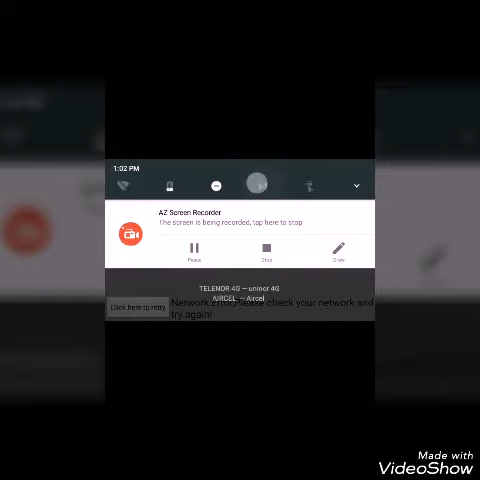 1:02 PM
AZ Screen Recorder
The screen is being recorded, tap here to stop
Pause
Stop
Draw
TELENOR 4G — uninor 4G
AIRCEL — Aircel
Click here to retry
Network Error,Please check your network and
try again!
Made with
VideoShow